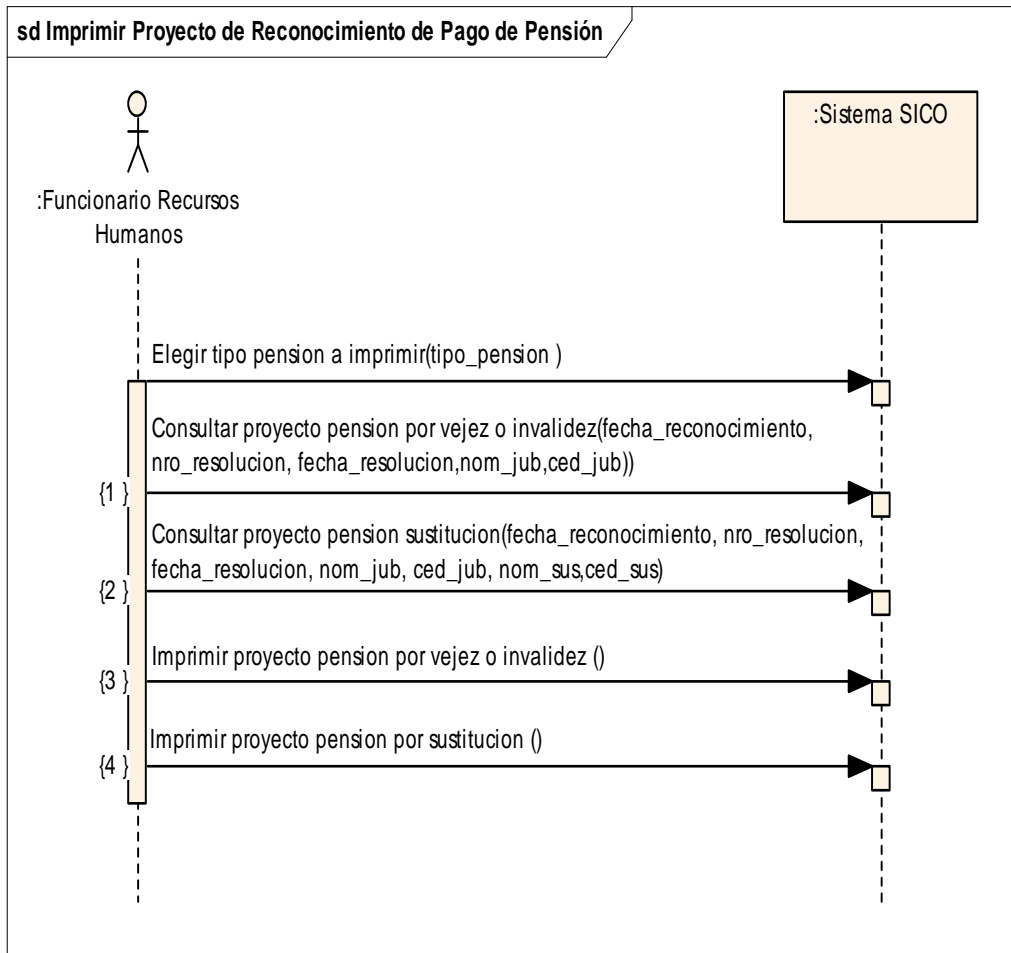 sd Imprimir Proyecto de Reconocimiento de Pago de Pensión
:Sistema SICO
:Funcionario Recursos
Humanos
Elegir tipo pension a imprimir(tipo_pension )
Consultar proyecto pension por vejez o invalidez(fecha_reconocimiento,
nro_resolucion, fecha_resolucion,nom_jub,ced_jub))
{1 }
Consultar proyecto pension sustitucion(fecha_reconocimiento, nro_resolucion,
fecha_resolucion, nom_jub, ced_jub, nom_sus,ced_sus)
{2 }
Imprimir proyecto pension por vejez o invalidez ()
{3 }
Imprimir proyecto pension por sustitucion ()
{4 }